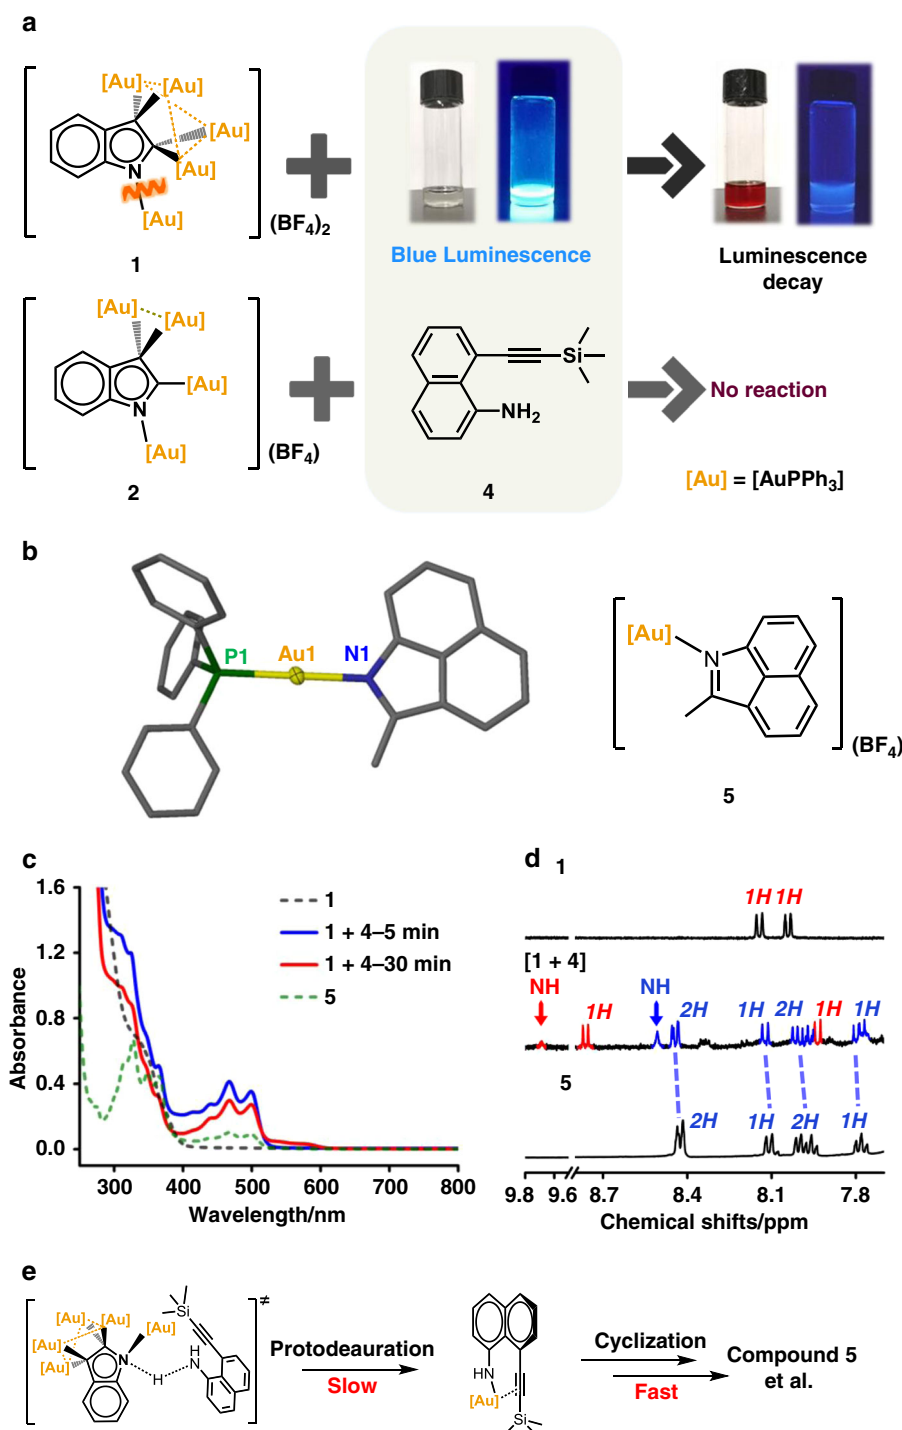 a
[Au]
[Au]
[Au]
[Au]
N
[Au]
(BF4)2
1
Blue Luminescence
Luminescence
decay
[Au]
[Au]
[Au]
N
[Au]
(BF4)
2
Si
NH2
4
No reaction
[Au] = [AuPPh3]
b
P1
Au1
N1
[Au]
N
(BF4)
5
c
1.6
1.2
0.8
0.4
0.0
Absorbance
1
1 + 4–5 min
1 + 4–30 min
5
300 400 500 600 700 800
Wavelength/nm
d
1
1H 1H
[1 + 4]
NH 1H NH 2H 1H 2H 1H 1H
5
2H 1H 2H 1H
9.8 9.6 8.7 8.4 8.1 7.8
Chemical shifts/ppm
e
[Au]
[Au]
[Au]
[Au]
[Au]
N
H
Si
H
NH
≠
Protodeauration
Slow
HN
[Au]
Si
Cyclization
Fast
Compound 5
et al.